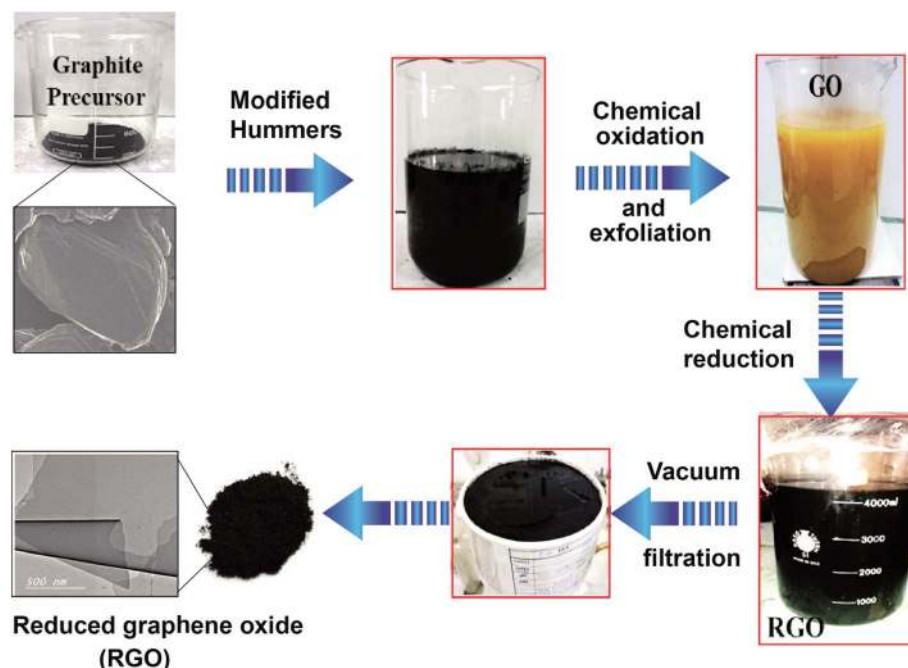 Graphite
Precursor
Modified
Hummers
Chemical
oxidation
and
exfoliation
GO
Chemical
reduction
4000ml
3000
2000
1000
RGO
Vacuum
filtration
500 nm
Reduced graphene oxide
(RGO)